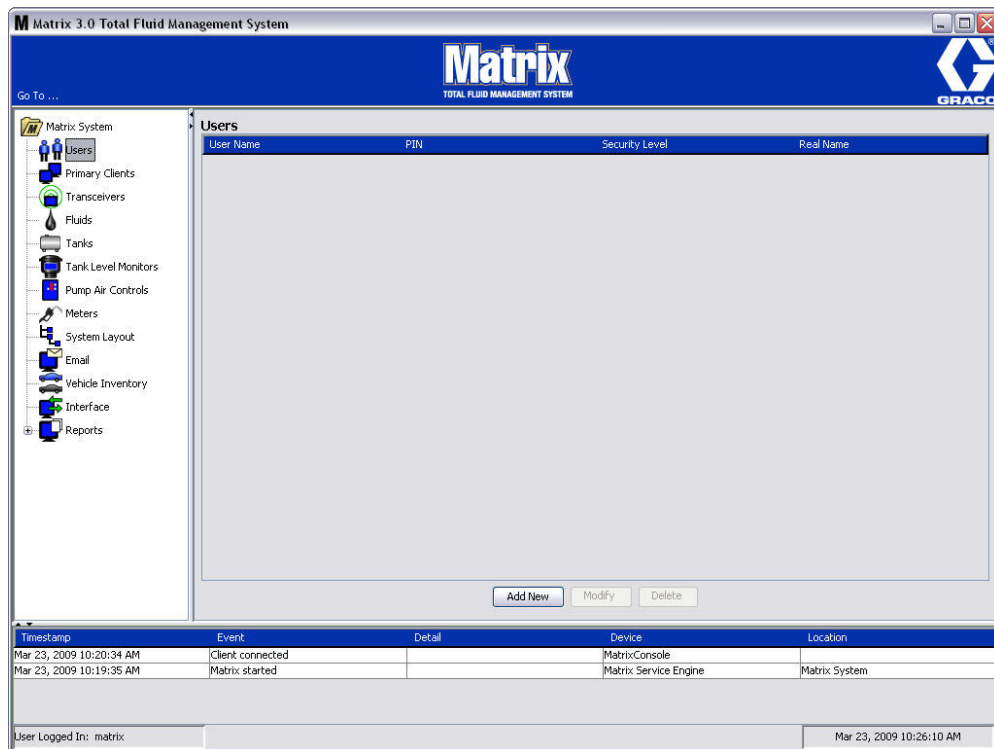 Matrix 3.0 Total Fluid Management System
Matrix
TOTAL FLUID MANAGEMENT SYSTEM
GRACO
Go To ...
Matrix System
Users
Primary Clients
Transceivers
Fluids
Tanks
Tank Level Monitors
Pump Air Controls
Meters
System Layout
Email
Vehicle Inventory
Interface
Reports
Users
User Name PIN Security Level Real Name
Add New Modify Delete
Timestamp Event Detail Device Location
Mar 23, 2009 10:20:34 AM Client connected MatrixConsole
Mar 23, 2009 10:19:35 AM Matrix started Matrix Service Engine Matrix System
User Logged In: matrix Mar 23, 2009 10:26:10 AM